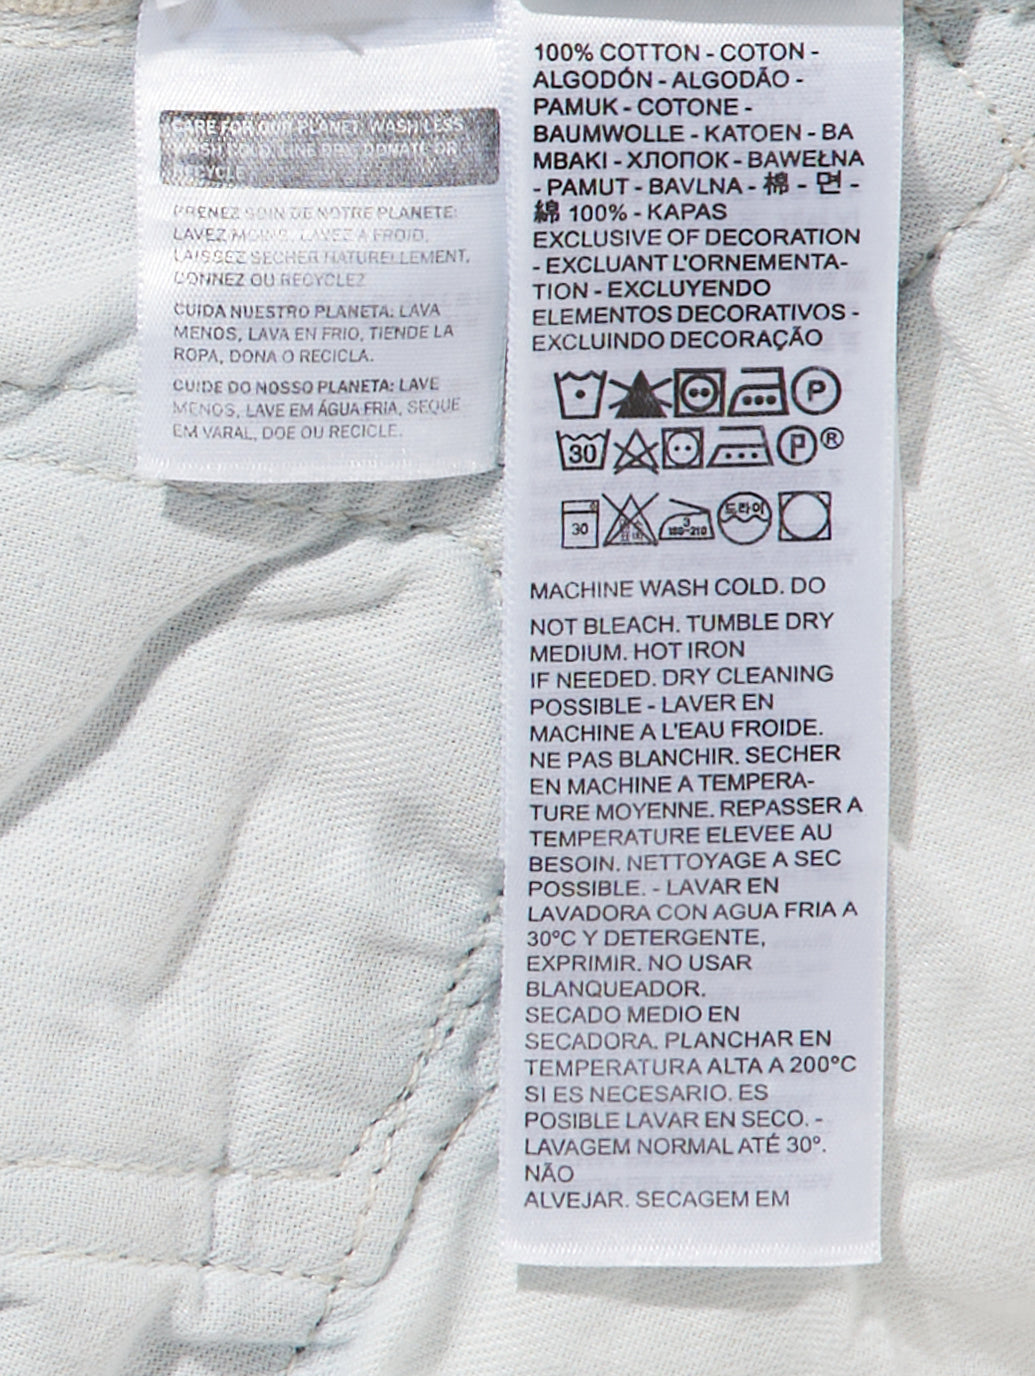 CARE FOR OUR PLANET: WASH LESS,
WASH COLD, LINE DRY, DONATE OR
RECYCLE
PRENEZ SOIN DE NOTRE PLANETE:
LAVEZ MOINS, LAVEZ A FROID,
LAISSEZ SECHER NATURELLEMENT,
DONNEZ OU RECYCLEZ
CUIDA NUESTRO PLANETA: LAVA
MENOS, LAVA EN FRIO, TIENDE LA
ROPA, DONA O RECICLA.
CUIDE DO NOSSO PLANETA: LAVE
MENOS, LAVE EM ÁGUA FRIA, SEQUE
EM VARAL, DOE OU RECICLE.
100% COTTON - COTON -
ALGODÓN - ALGODÃO -
PAMUK - COTONE -
BAUMWOLLE - KATOEN - BA
MBAKI - ХЛОПОК - BAWEŁNA
- PAMUT - BAVLNA - 棉 - 면 -
綿 100% - KAPAS
EXCLUSIVE OF DECORATION
- EXCLUANT L'ORNEMENTA-
TION - EXCLUYENDO
ELEMENTOS DECORATIVOS -
EXCLUINDO DECORAÇÃO
P
30 P ®
30 3 180~210 드라이
MACHINE WASH COLD. DO
NOT BLEACH. TUMBLE DRY
MEDIUM. HOT IRON
IF NEEDED. DRY CLEANING
POSSIBLE - LAVER EN
MACHINE A L'EAU FROIDE.
NE PAS BLANCHIR. SECHER
EN MACHINE A TEMPERA-
TURE MOYENNE. REPASSER A
TEMPERATURE ELEVEE AU
BESOIN. NETTOYAGE A SEC
POSSIBLE. - LAVAR EN
LAVADORA CON AGUA FRIA A
30ºC Y DETERGENTE,
EXPRIMIR. NO USAR
BLANQUEADOR.
SECADO MEDIO EN
SECADORA. PLANCHAR EN
TEMPERATURA ALTA A 200ºC
SI ES NECESARIO. ES
POSIBLE LAVAR EN SECO. -
LAVAGEM NORMAL ATÉ 30º.
NÃO
ALVEJAR. SECAGEM EM